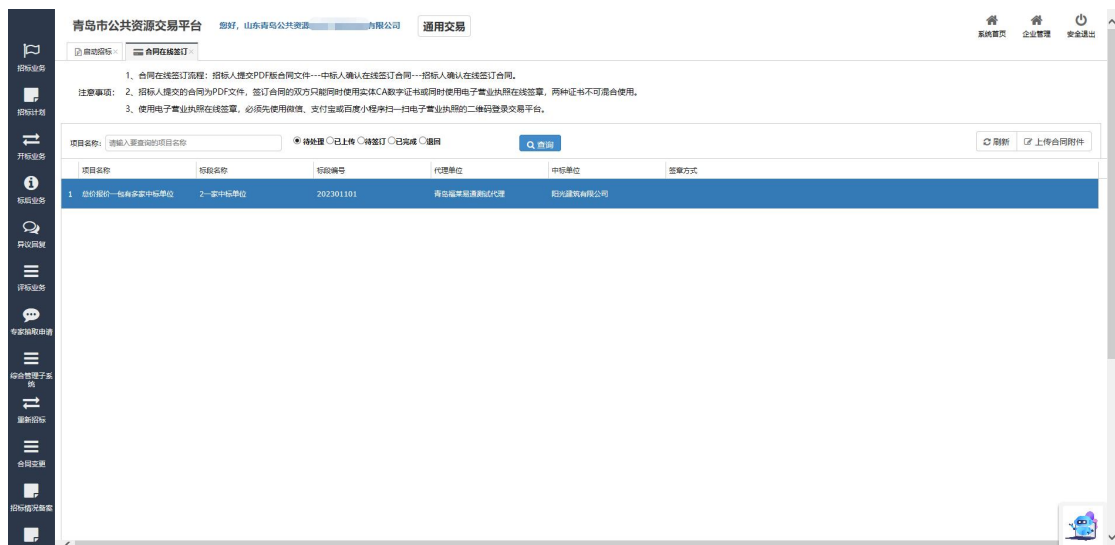 青岛市公共资源交易平台
您好，山东青岛公共资源
有限公司
通用交易
系统首页
企业管理
安全退出
启动招标
合同在线签订
招标业务
招标计划
开标业务
标后业务
异议回复
评标业务
专家抽取申请
综合管理子系统
重新招标
合同变更
招标情况备案
注意事项：
1、合同在线签订流程：招标人提交PDF版合同文件---中标人确认在线签订合同---招标人确认在线签订合同。
2、招标人提交的合同为PDF文件，签订合同的双方只能同时使用实体CA数字证书或同时使用电子营业执照在线签章，两种证书不可混合使用。
3、使用电子营业执照在线签章，必须先使用微信、支付宝或百度小程序扫一扫电子营业执照的二维码登录交易平台。
项目名称：
请输入要查询的项目名称
待处理 已上传 待签订 已完成 退回
查询
刷新
上传合同附件
项目名称 标段名称 标段编号 代理单位 中标单位 签章方式
1 总价报价一包有多家中标单位 2一家中标单位 202301101 青岛福莱易通测试代理 阳光建筑有限公司